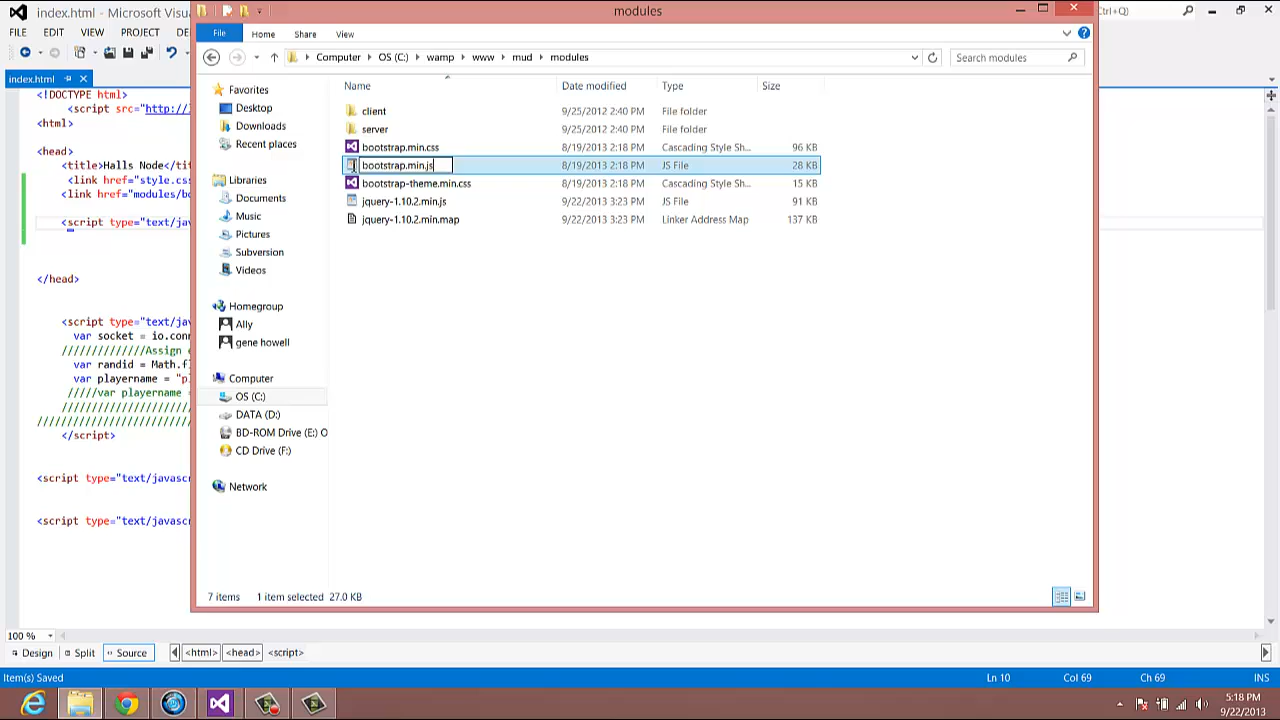 index.html - Microsoft Visu
modules
Ctrl+Q)
FILE EDIT VIEW PROJECT DE
File Home Share View
Computer OS (C:) wamp www mud modules
Search modules
index.html
Name Date modified Type Size
Favorites
Desktop
Downloads
Recent places
Libraries
Documents
Music
Pictures
Subversion
Videos
Homegroup
Ally
gene howell
Computer
OS (C:)
DATA (D:)
BD-ROM Drive (E:) O
CD Drive (F:)
Network
client 9/25/2012 2:40 PM File folder
server 9/25/2012 2:40 PM File folder
bootstrap.min.css 8/19/2013 2:18 PM Cascading Style Sh... 96 KB
bootstrap.min.js 8/19/2013 2:18 PM JS File 28 KB
bootstrap-theme.min.css 8/19/2013 2:18 PM Cascading Style Sh... 15 KB
jquery-1.10.2.min.js 9/22/2013 3:23 PM JS File 91 KB
jquery-1.10.2.min.map 9/22/2013 3:23 PM Linker Address Map 137 KB
7 items 1 item selected 27.0 KB
<!DOCTYPE html>
<script src="http://
<html>
<head>
<title>Halls Node</tit
<link href="style.css
<link href="modules/bo
<script type="text/jav
</head>
<script type="text/jav
var socket = io.conn
//////////////Assign
var randid = Math.fl
var playername = "pl
/////var playername =
</script>
<script type="text/javascr
<script type="text/javascr
100 %
Design Split Source <html> <head> <script>
Item(s) Saved Ln 10 Col 69 Ch 69 INS
5:18 PM
9/22/2013